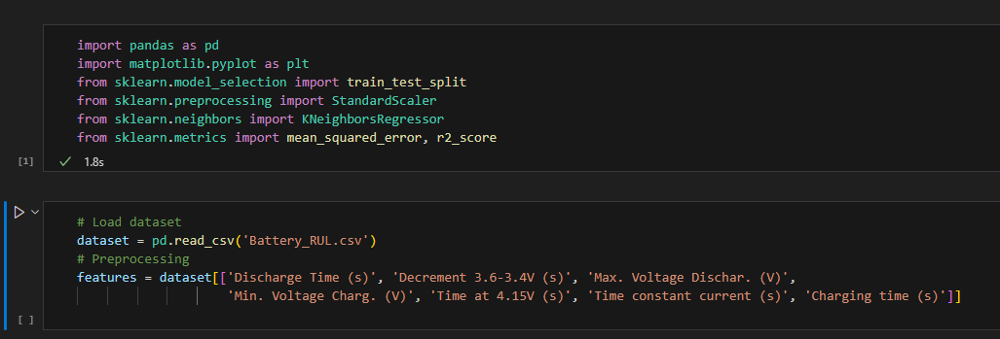 import pandas as pd
import matplotlib.pyplot as plt
from sklearn.model_selection import train_test_split
from sklearn.preprocessing import StandardScaler
from sklearn.neighbors import KNeighborsRegressor
from sklearn.metrics import mean_squared_error, r2_score
[1] 1.8s
# Load dataset
dataset = pd.read_csv('Battery_RUL.csv')
# Preprocessing
features = dataset[['Discharge Time (s)', 'Decrement 3.6-3.4V (s)', 'Max. Voltage Dischar. (V)',
'Min. Voltage Charg. (V)', 'Time at 4.15V (s)', 'Time constant current (s)', 'Charging time (s)']]
[ ]